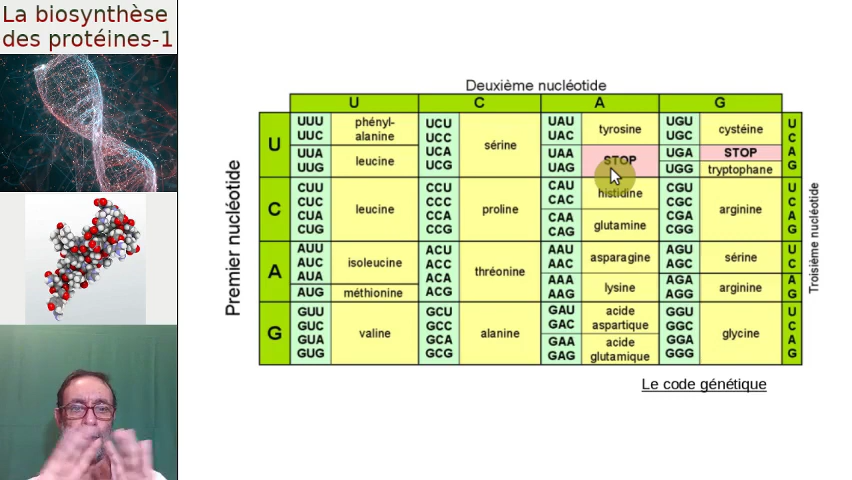 La biosynthèse
des protéines-1
Deuxième nucléotide
U C A G
Premier nucléotide
U
UUU
UUC
phényl-
alanine
UUA
UUG
leucine
UCU
UCC
UCA
UCG
sérine
UAU
UAC
tyrosine
UAA
UAG
STOP
UGU
UGC
cystéine
UGA
STOP
UGG
tryptophane
U
C
A
G
C
CUU
CUC
CUA
CUG
leucine
CCU
CCC
CCA
CCG
proline
CAU
CAC
histidine
CAA
CAG
glutamine
CGU
CGC
CGA
CGG
arginine
U
C
A
G
A
AUU
AUC
AUA
isoleucine
AUG
méthionine
ACU
ACC
ACA
ACG
thréonine
AAU
AAC
asparagine
AAA
AAG
lysine
AGU
AGC
sérine
AGA
AGG
arginine
U
C
A
G
G
GUU
GUC
GUA
GUG
valine
GCU
GCC
GCA
GCG
alanine
GAU
GAC
acide
aspartique
GAA
GAG
acide
glutamique
GGU
GGC
GGA
GGG
glycine
U
C
A
G
Troisième nucléotide
Le code génétique